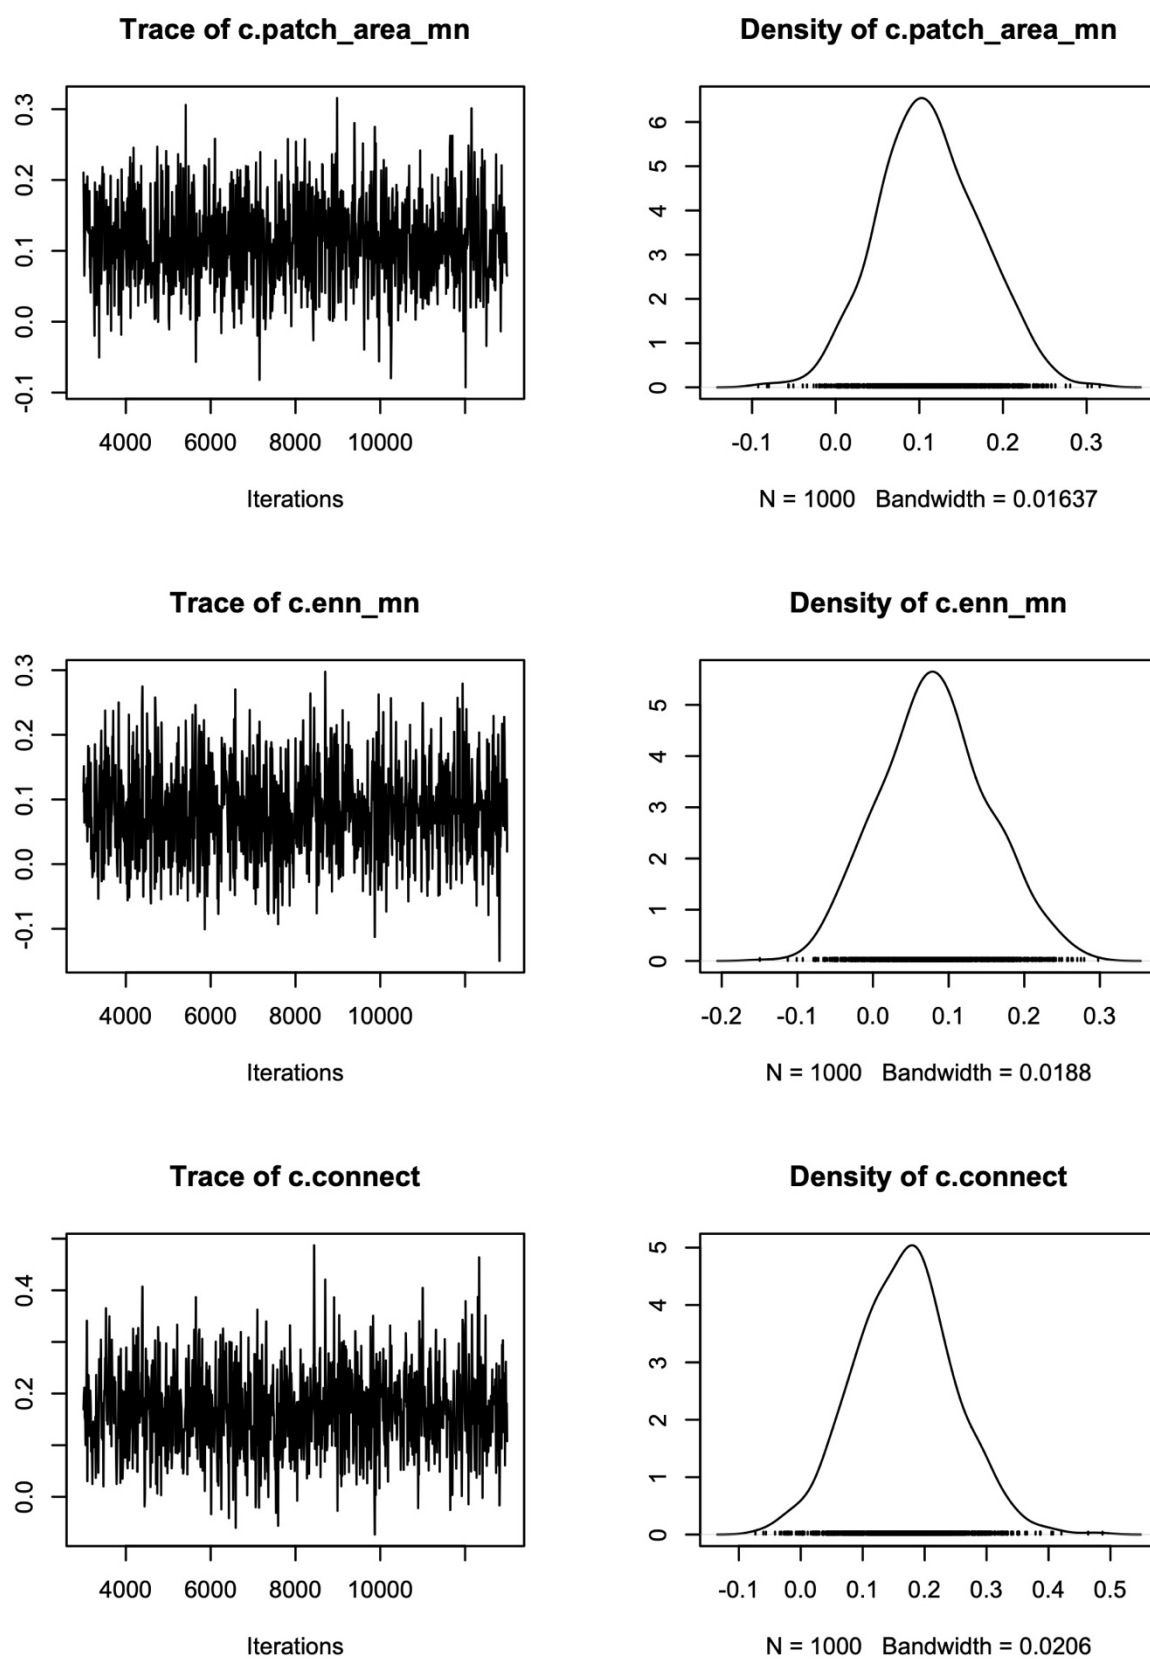 Trace of c.patch_area_mn
0.3
0.2
0.1
0.0
-0.1
4000 6000 8000 10000
Iterations
Density of c.patch_area_mn
6
5
4
3
2
1
0
-0.1 0.0 0.1 0.2 0.3
N = 1000 Bandwidth = 0.01637
Trace of c.enn_mn
0.3
0.2
0.1
0.0
-0.1
4000 6000 8000 10000
Iterations
Density of c.enn_mn
5
4
3
2
1
0
-0.2 -0.1 0.0 0.1 0.2 0.3
N = 1000 Bandwidth = 0.0188
Trace of c.connect
0.4
0.2
0.0
4000 6000 8000 10000
Iterations
Density of c.connect
5
4
3
2
1
0
-0.1 0.0 0.1 0.2 0.3 0.4 0.5
N = 1000 Bandwidth = 0.0206